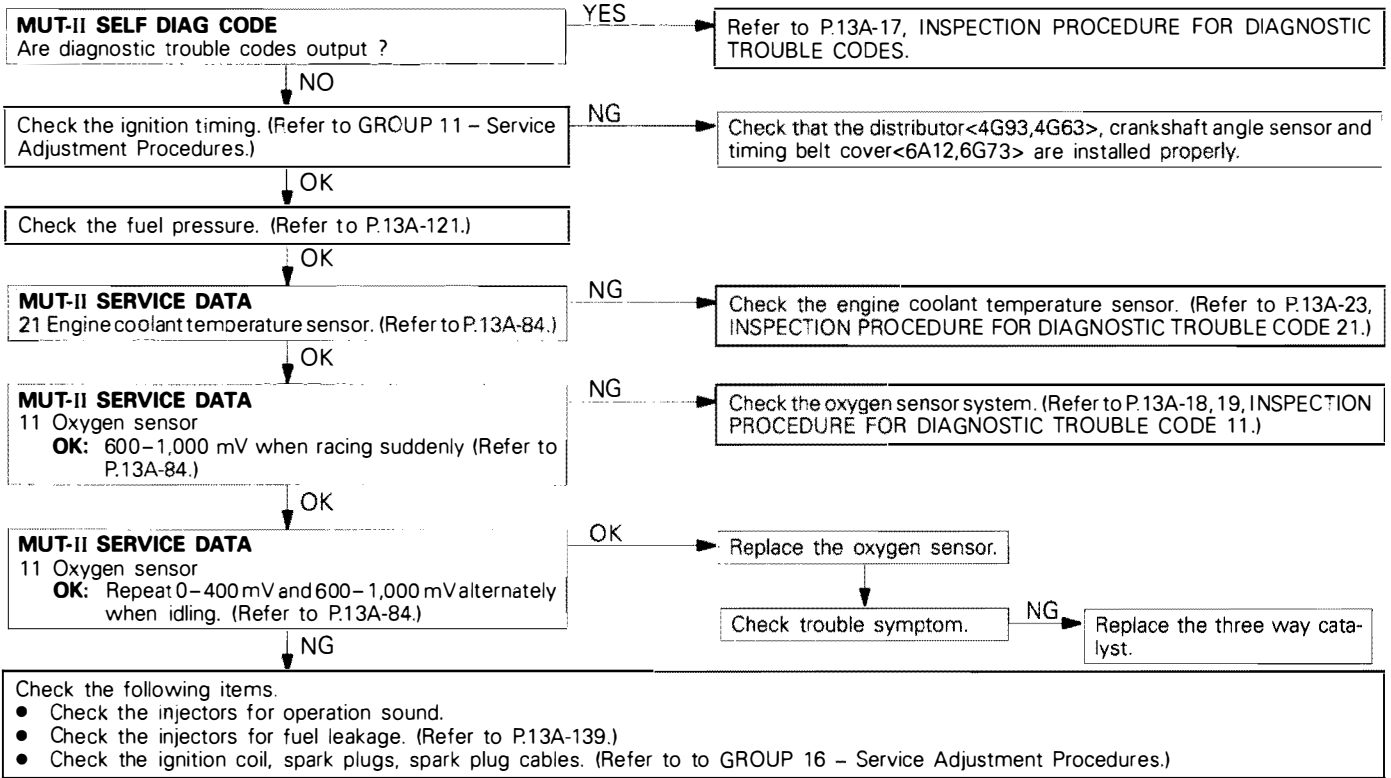 MUT-II SELF DIAG CODE
Are diagnostic trouble codes output ?
YES
Refer to P.13A-17, INSPECTION PROCEDURE FOR DIAGNOSTIC
TROUBLE CODES.
NO
Check the ignition timing. (Refer to GROUP 11 – Service
Adjustment Procedures.)
NG
Check that the distributor<4G93,4G63>, crankshaft angle sensor and
timing belt cover<6A12,6G73> are installed properly.
OK
Check the fuel pressure. (Refer to P.13A-121.)
OK
MUT-II SERVICE DATA
21 Engine coolant temperature sensor. (Refer to P.13A-84.)
NG
Check the engine coolant temperature sensor. (Refer to P.13A-23,
INSPECTION PROCEDURE FOR DIAGNOSTIC TROUBLE CODE 21.)
OK
MUT-II SERVICE DATA
11 Oxygen sensor
OK: 600–1,000 mV when racing suddenly (Refer to
P.13A-84.)
NG
Check the oxygen sensor system. (Refer to P.13A-18, 19, INSPECTION
PROCEDURE FOR DIAGNOSTIC TROUBLE CODE 11.)
OK
MUT-II SERVICE DATA
11 Oxygen sensor
OK: Repeat 0–400 mV and 600–1,000 mV alternately
when idling. (Refer to P.13A-84.)
OK
Replace the oxygen sensor.
Check trouble symptom.
NG
Replace the three way cata-
lyst.
NG
Check the following items.
● Check the injectors for operation sound.
● Check the injectors for fuel leakage. (Refer to P.13A-139.)
● Check the ignition coil, spark plugs, spark plug cables. (Refer to to GROUP 16 – Service Adjustment Procedures.)